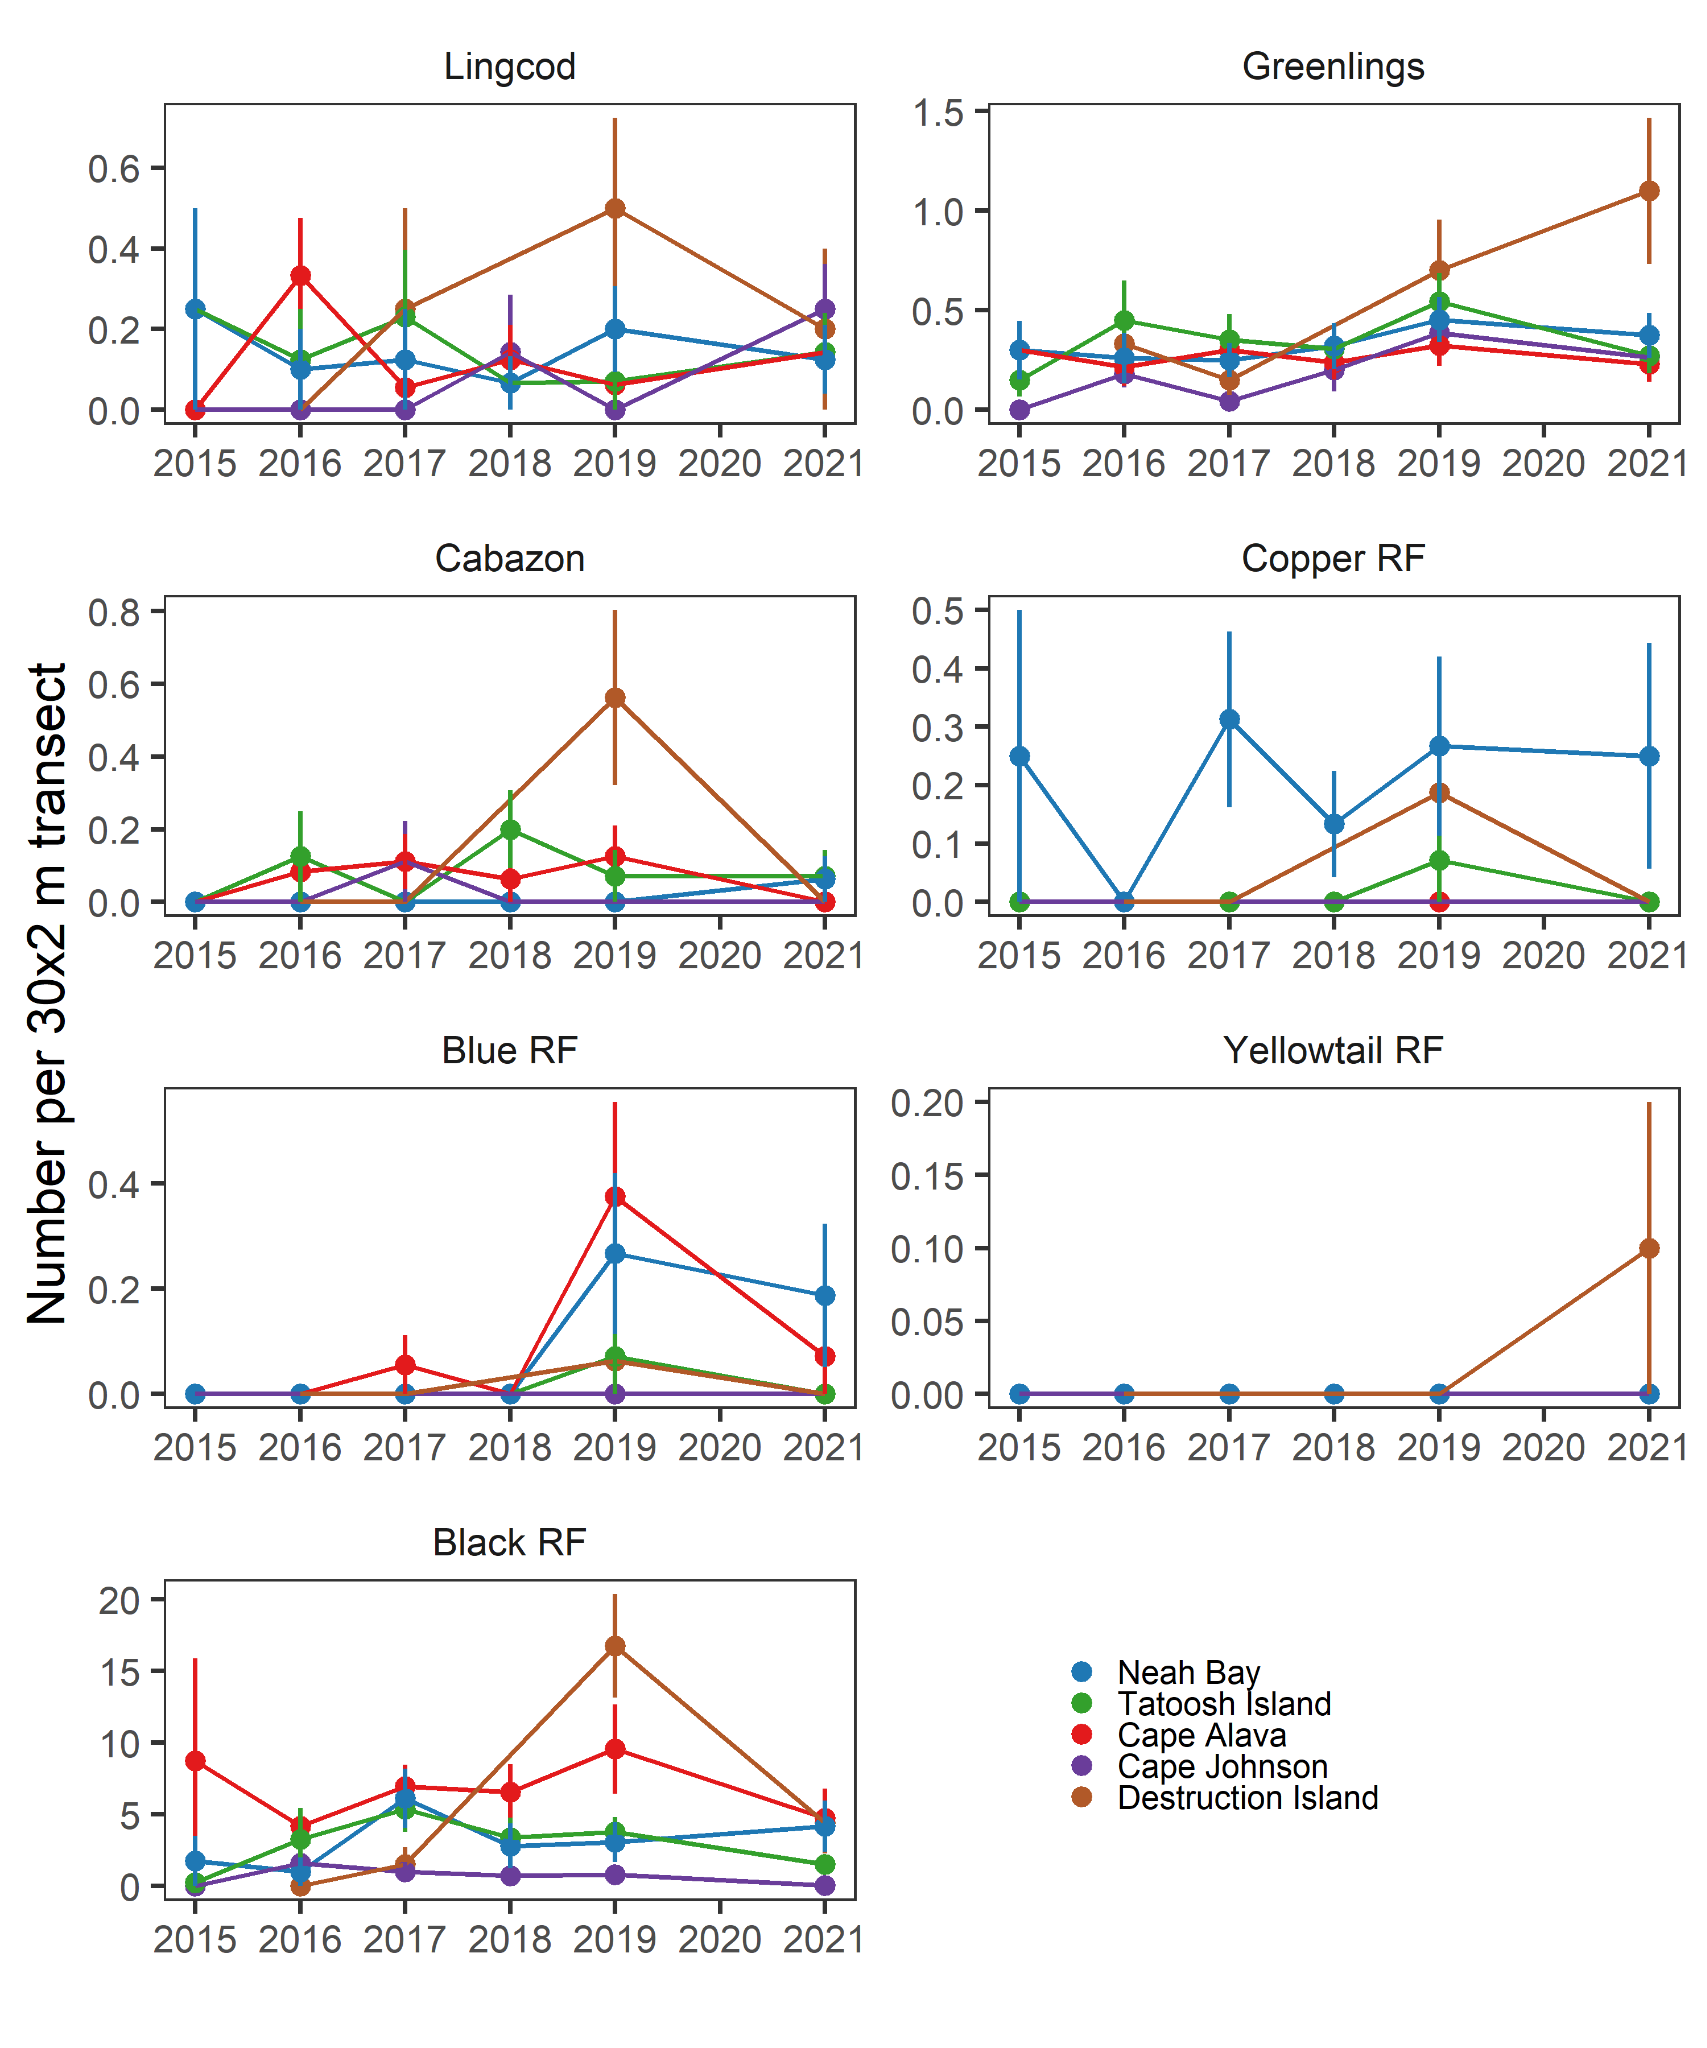 Lingcod
0.6
0.4
0.2
0.0
2015 2016 2017 2018 2019 2020 2021
Greenlings
1.5
1.0
0.5
0.0
2015 2016 2017 2018 2019 2020 2021
Number per 30x2 m transect
Cabazon
0.8
0.6
0.4
0.2
0.0
2015 2016 2017 2018 2019 2020 2021
Copper RF
0.5
0.4
0.3
0.2
0.1
0.0
2015 2016 2017 2018 2019 2020 2021
Blue RF
0.4
0.2
0.0
2015 2016 2017 2018 2019 2020 2021
Yellowtail RF
0.20
0.15
0.10
0.05
0.00
2015 2016 2017 2018 2019 2020 2021
Black RF
20
15
10
5
0
2015 2016 2017 2018 2019 2020 2021
Neah Bay
Tatoosh Island
Cape Alava
Cape Johnson
Destruction Island